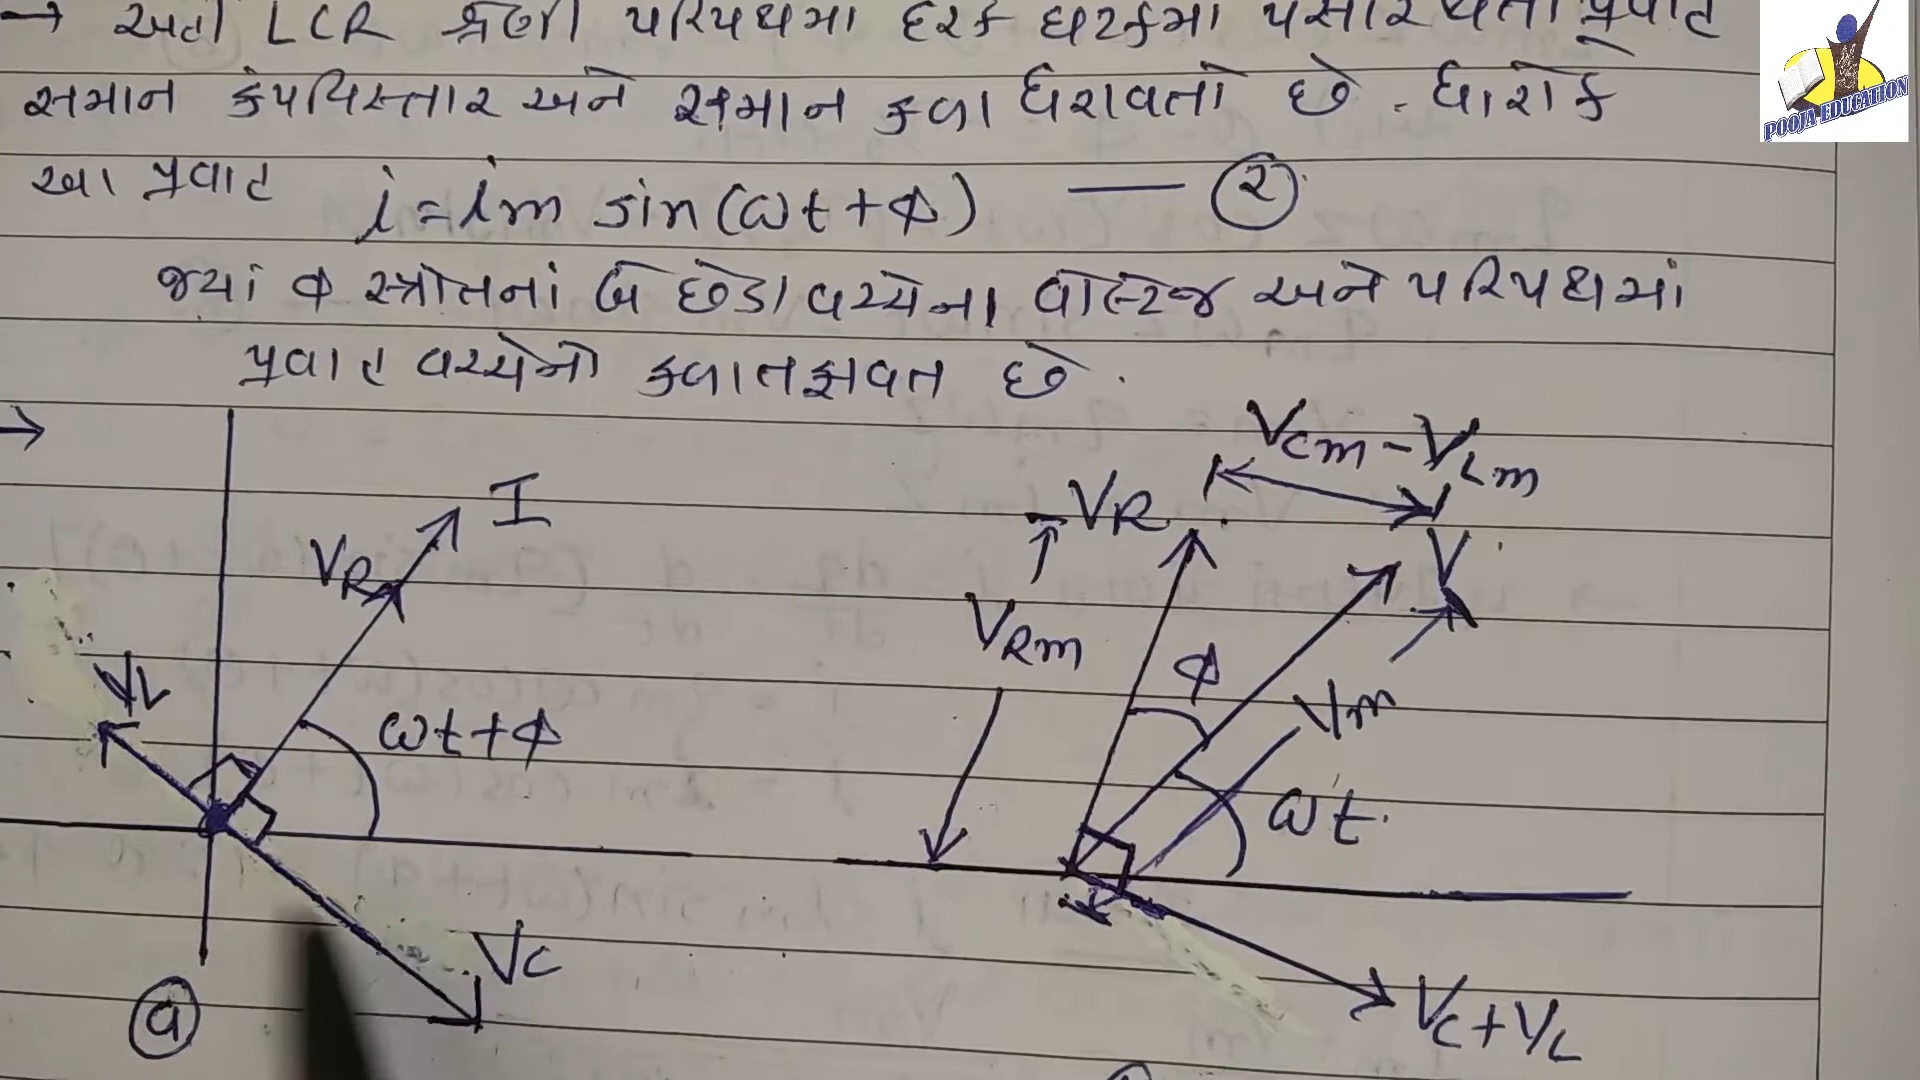 → અહીં LCR શ્રેણી પરિપથમાં દરેક ઘટકમાં પસાર થતો પ્રવાહ
સમાન કંપવિસ્તાર અને સમાન કળા ધરાવતો છે. ધારોકે
આ પ્રવાહ i = im sin(ωt+φ) — ②
જ્યાં φ સ્ત્રોતનાં બે છેડા વચ્ચેના વોલ્ટેજ અને પરિપથમાં
પ્રવાહ વચ્ચેનો કળા તફાવત છે.
→
I
VR
VL
ωt+φ
VC
VCm - VLm
VR
V
VRm
φ
Vm
ωt
VC+VL
POOJA EDUCATION